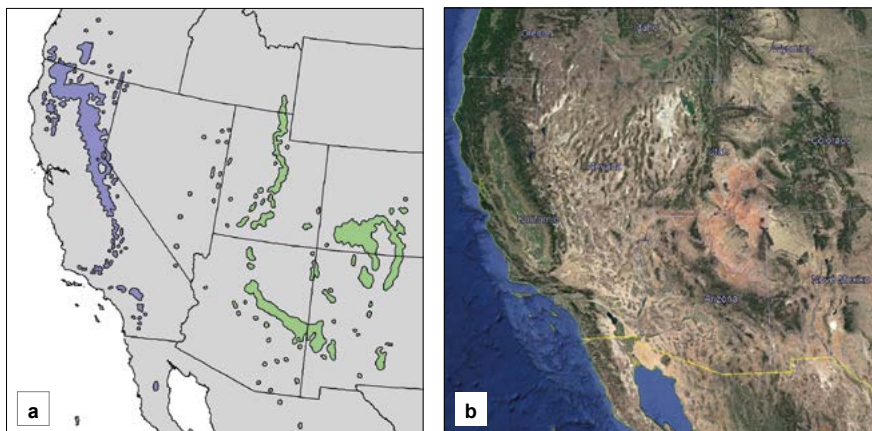 a
b
Oregon
Idaho
Wyoming
Nevada
Utah
Colorado
California
Arizona
New Mexico